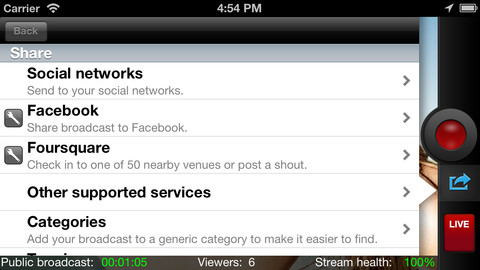 Carrier 4:54 PM
Back
Share
Social networks
Send to your social networks.
Facebook
Share broadcast to Facebook.
Foursquare
Check in to one of 50 nearby venues or post a shout.
Other supported services
Categories
Add your broadcast to a generic category to make it easier to find.
LIVE
Public broadcast: 00:01:05 Viewers: 6 Stream health: 100%